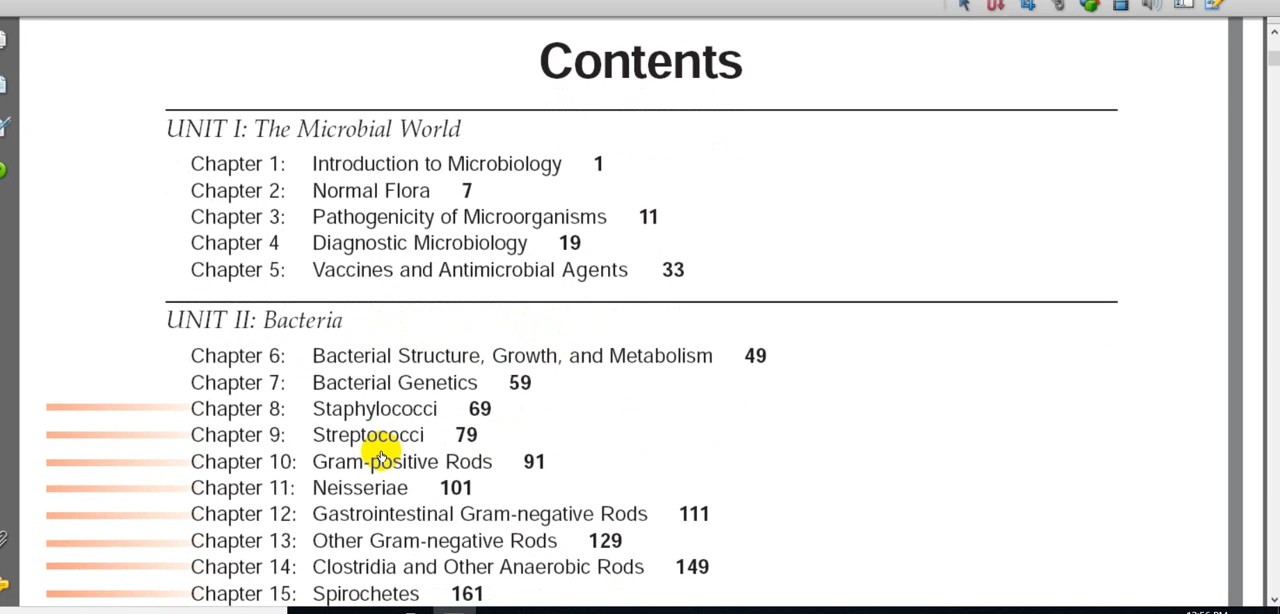 Contents
UNIT I: The Microbial World
Chapter 1: Introduction to Microbiology 1
Chapter 2: Normal Flora 7
Chapter 3: Pathogenicity of Microorganisms 11
Chapter 4 Diagnostic Microbiology 19
Chapter 5: Vaccines and Antimicrobial Agents 33
UNIT II: Bacteria
Chapter 6: Bacterial Structure, Growth, and Metabolism 49
Chapter 7: Bacterial Genetics 59
Chapter 8: Staphylococci 69
Chapter 9: Streptococci 79
Chapter 10: Gram-positive Rods 91
Chapter 11: Neisseriae 101
Chapter 12: Gastrointestinal Gram-negative Rods 111
Chapter 13: Other Gram-negative Rods 129
Chapter 14: Clostridia and Other Anaerobic Rods 149
Chapter 15: Spirochetes 161